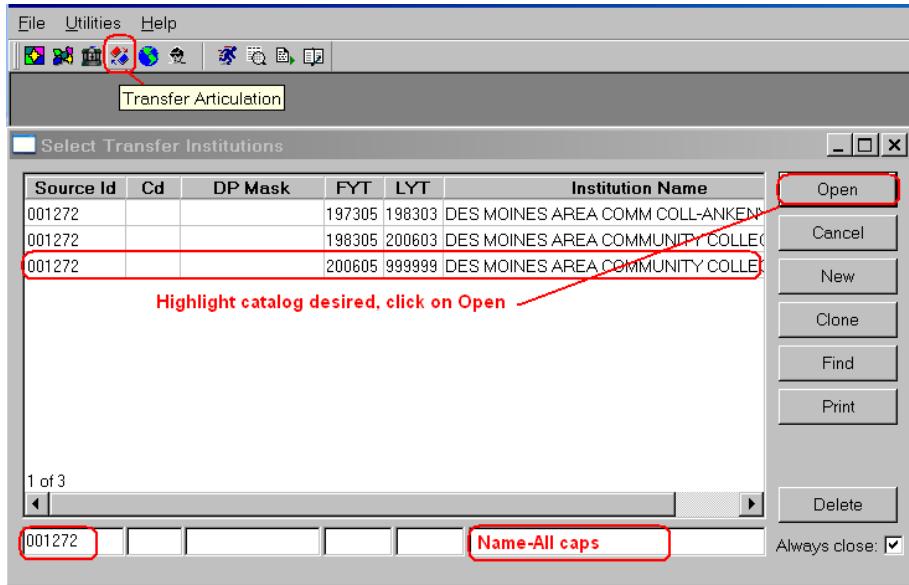 File Utilities Help
Transfer Articulation
Select Transfer Institutions
Source Id Cd DP Mask FYT LYT Institution Name
001272 197305 198303 DES MOINES AREA COMM COLL-ANKENY
001272 198305 200603 DES MOINES AREA COMMUNITY COLLEC
001272 200605 999999 DES MOINES AREA COMMUNITY COLLEC
Highlight catalog desired, click on Open
1 of 3
001272 Name-All caps
Open
Cancel
New
Clone
Find
Print
Delete
Always close: